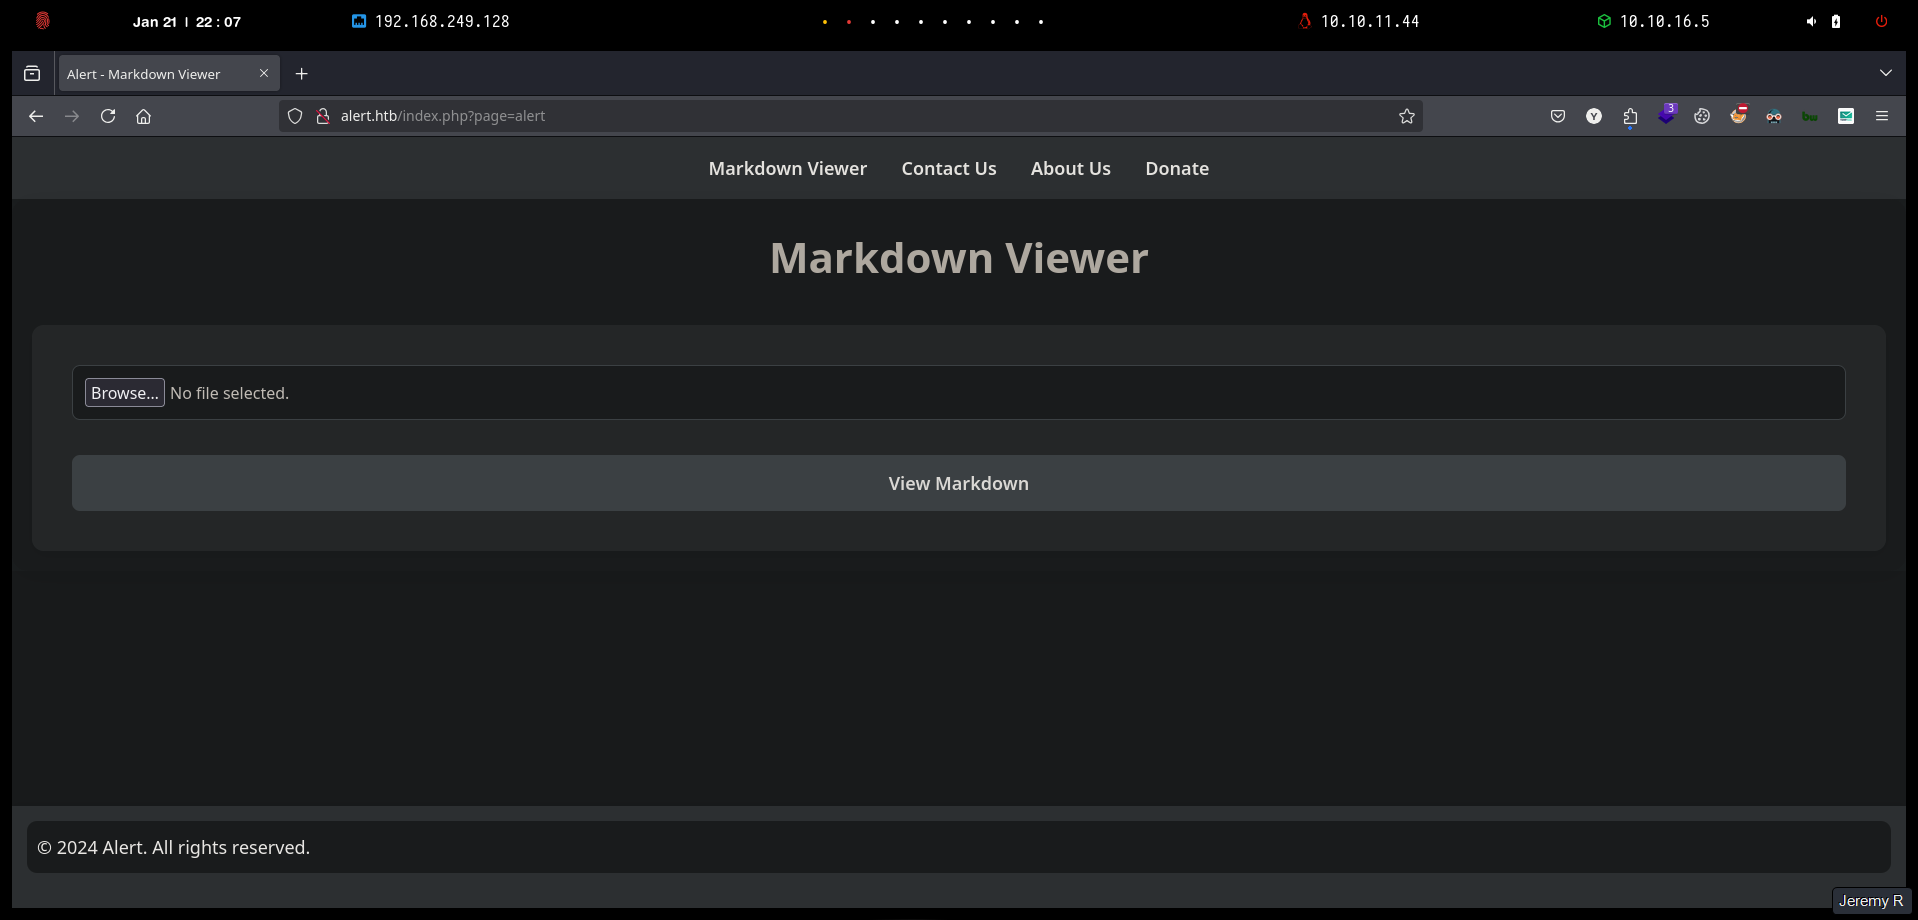 Jan 21 | 22 : 07 192.168.249.128 10.10.11.44 10.10.16.5
Alert - Markdown Viewer
alert.htb/index.php?page=alert Y 3 bw
Markdown Viewer Contact Us About Us Donate
Markdown Viewer
Browse... No file selected.
View Markdown
© 2024 Alert. All rights reserved.
Jeremy R